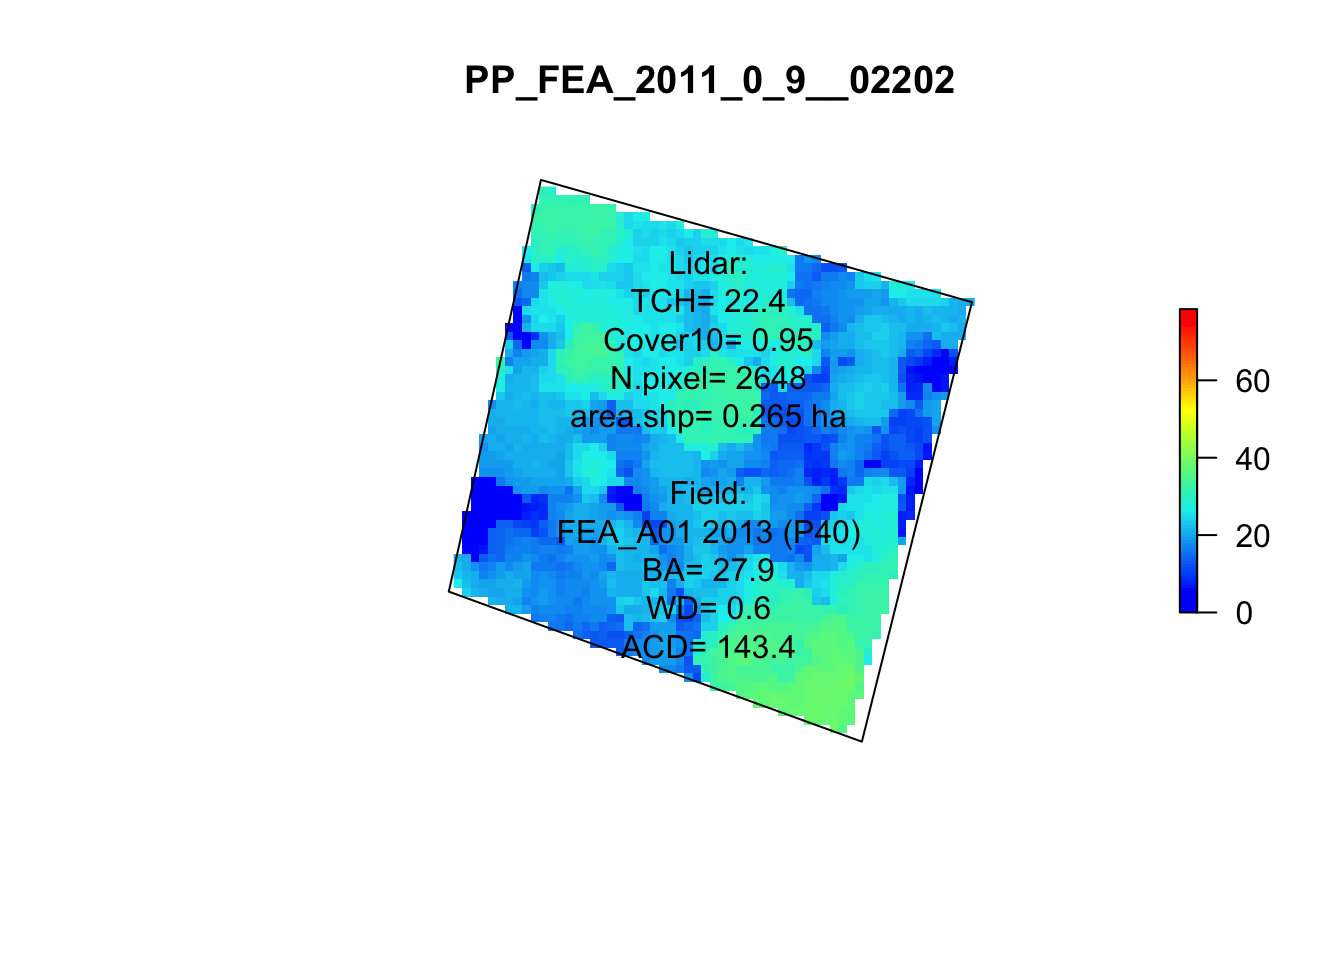 PP_FEA_2011_0_9__02202
Lidar:
TCH= 22.4
Cover10= 0.95
N.pixel= 2648
area.shp= 0.265 ha
Field:
FEA_A01 2013 (P40)
BA= 27.9
WD= 0.6
ACD= 143.4
60
40
20
0